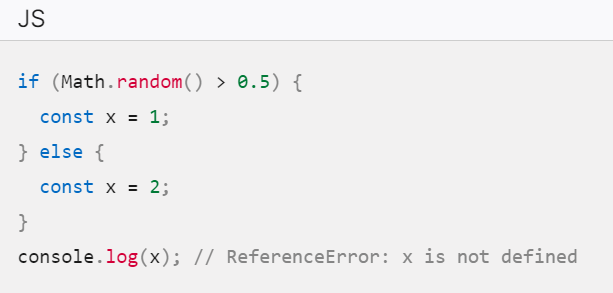 JS
if (Math.random() > 0.5) {
  const x = 1;
} else {
  const x = 2;
}
console.log(x); // ReferenceError: x is not defined